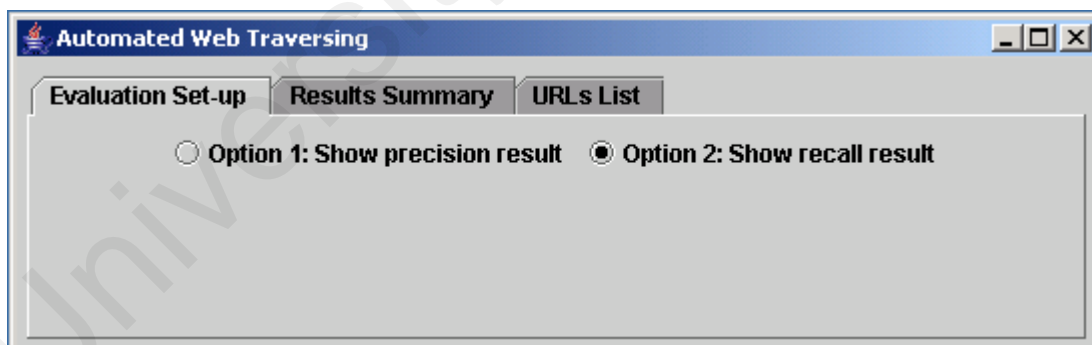 Automated Web Traversing
Evaluation Set-up Results Summary URLs List
Option 1: Show precision result Option 2: Show recall result